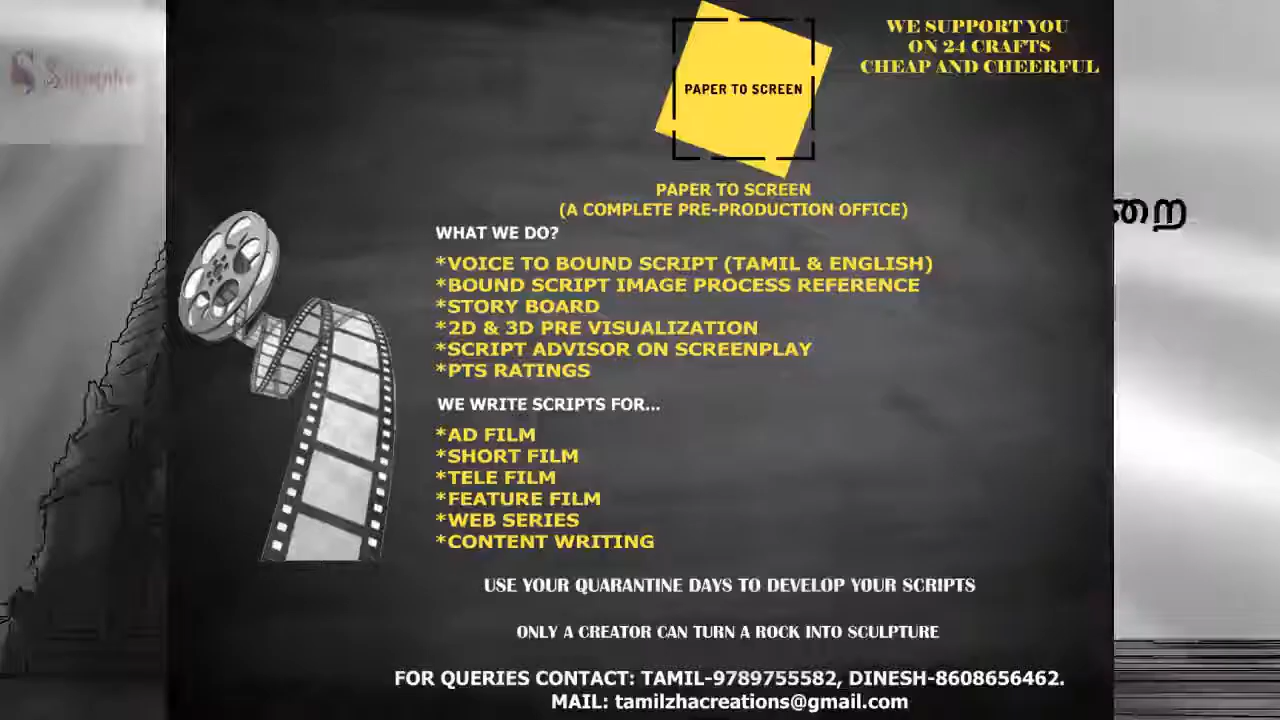 WE SUPPORT YOU
ON 24 CRAFTS
CHEAP AND CHEERFUL
PAPER TO SCREEN
PAPER TO SCREEN
(A COMPLETE PRE-PRODUCTION OFFICE)
WHAT WE DO?
*VOICE TO BOUND SCRIPT (TAMIL & ENGLISH)
*BOUND SCRIPT IMAGE PROCESS REFERENCE
*STORY BOARD
*2D & 3D PRE VISUALIZATION
*SCRIPT ADVISOR ON SCREENPLAY
*PTS RATINGS
WE WRITE SCRIPTS FOR...
*AD FILM
*SHORT FILM
*TELE FILM
*FEATURE FILM
*WEB SERIES
*CONTENT WRITING
USE YOUR QUARANTINE DAYS TO DEVELOP YOUR SCRIPTS
ONLY A CREATOR CAN TURN A ROCK INTO SCULPTURE
FOR QUERIES CONTACT: TAMIL-9789755582, DINESH-8608656462.
MAIL: tamilzhacreations@gmail.com